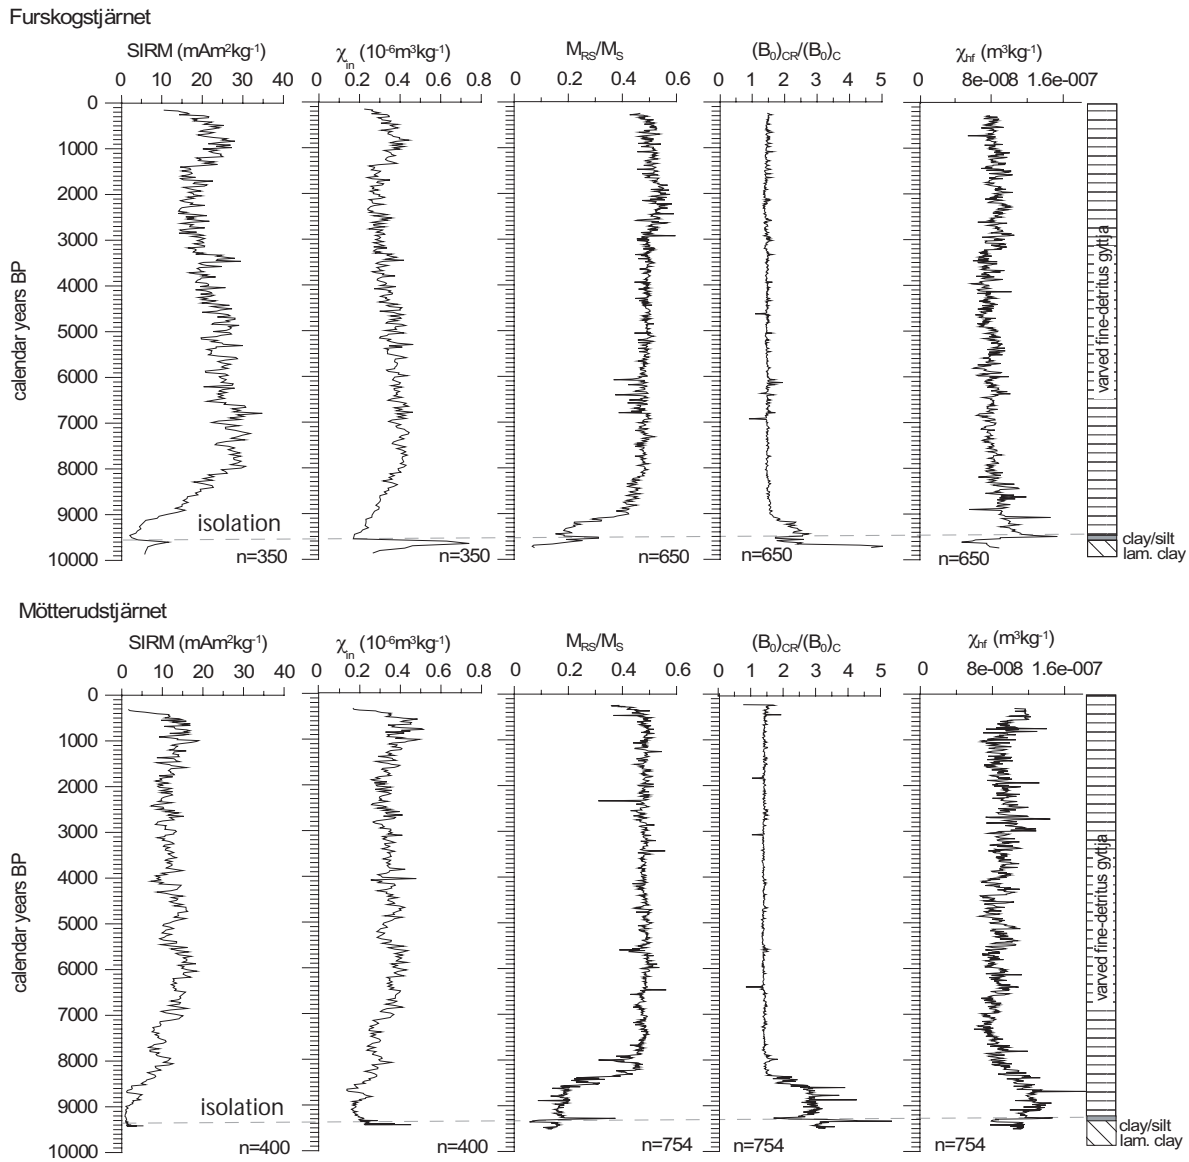 Furskogstjärnet
SIRM (mAm²kg⁻¹) χin (10⁻⁶m³kg⁻¹) MRS/MS (B0)CR/(B0)C χhf (m³kg⁻¹)
0 10 20 30 40 0 0.2 0.4 0.6 0.8 0 0.2 0.4 0.6 0 1 2 3 4 5 0 8e-008 1.6e-007
0
1000
2000
3000
4000
5000
6000
7000
8000
9000
10000
calendar years BP
varved fine-detritus gyttja
isolation
clay/silt
lam. clay
n=350 n=350 n=650 n=650 n=650
Mötterudstjärnet
SIRM (mAm²kg⁻¹) χin (10⁻⁶m³kg⁻¹) MRS/MS (B0)CR/(B0)C χhf (m³kg⁻¹)
0 10 20 30 40 0 0.2 0.4 0.6 0.8 0 0.2 0.4 0.6 0 1 2 3 4 5 0 8e-008 1.6e-007
0
1000
2000
3000
4000
5000
6000
7000
8000
9000
10000
calendar years BP
varved fine-detritus gyttja
isolation
clay/silt
lam. clay
n=400 n=400 n=754 n=754 n=754